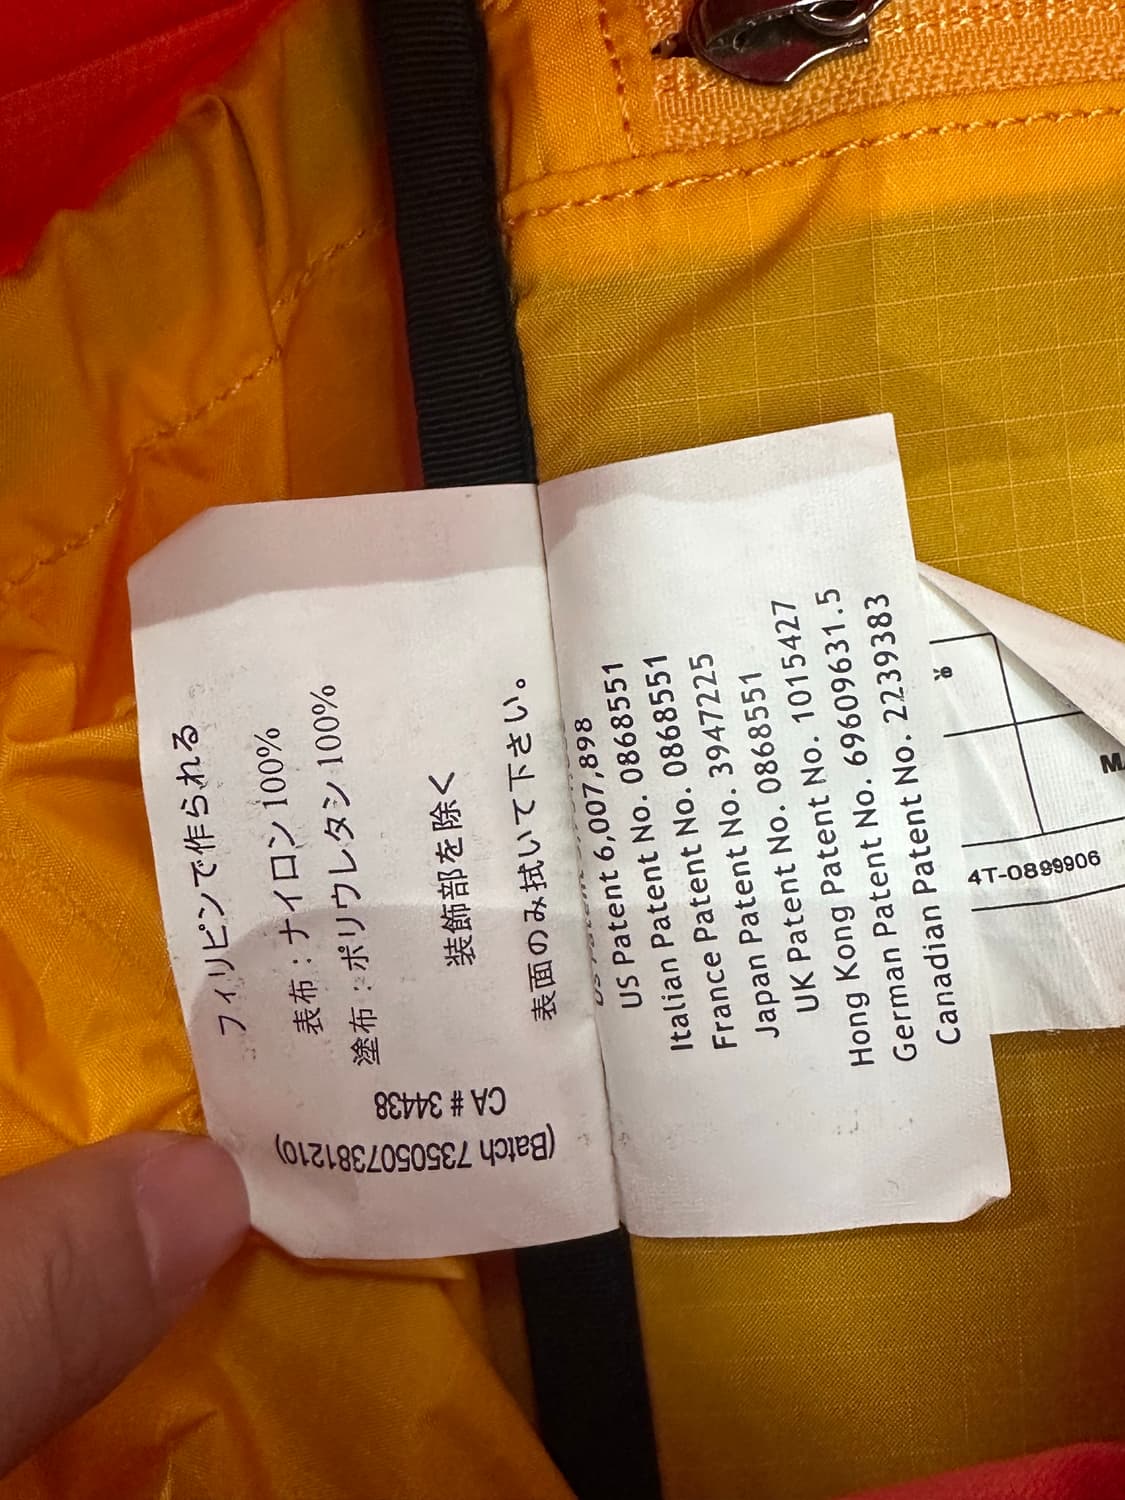 フィリピンで作られる
表布：ナイロン 100%
塗布：ポリウレタン 100%
装飾部を除く
表面のみ拭いて下さい。
CA # 34438
(Batch 7350507381210)
US Patent 6,007,898
Italian Patent No. 0868551
France Patent No. 0868551
Japan Patent No. 3947225
UK Patent No. 0868551
Hong Kong Patent No. 1015427
German Patent No. 69609631.5
Canadian Patent No. 2239383
4T-0899906